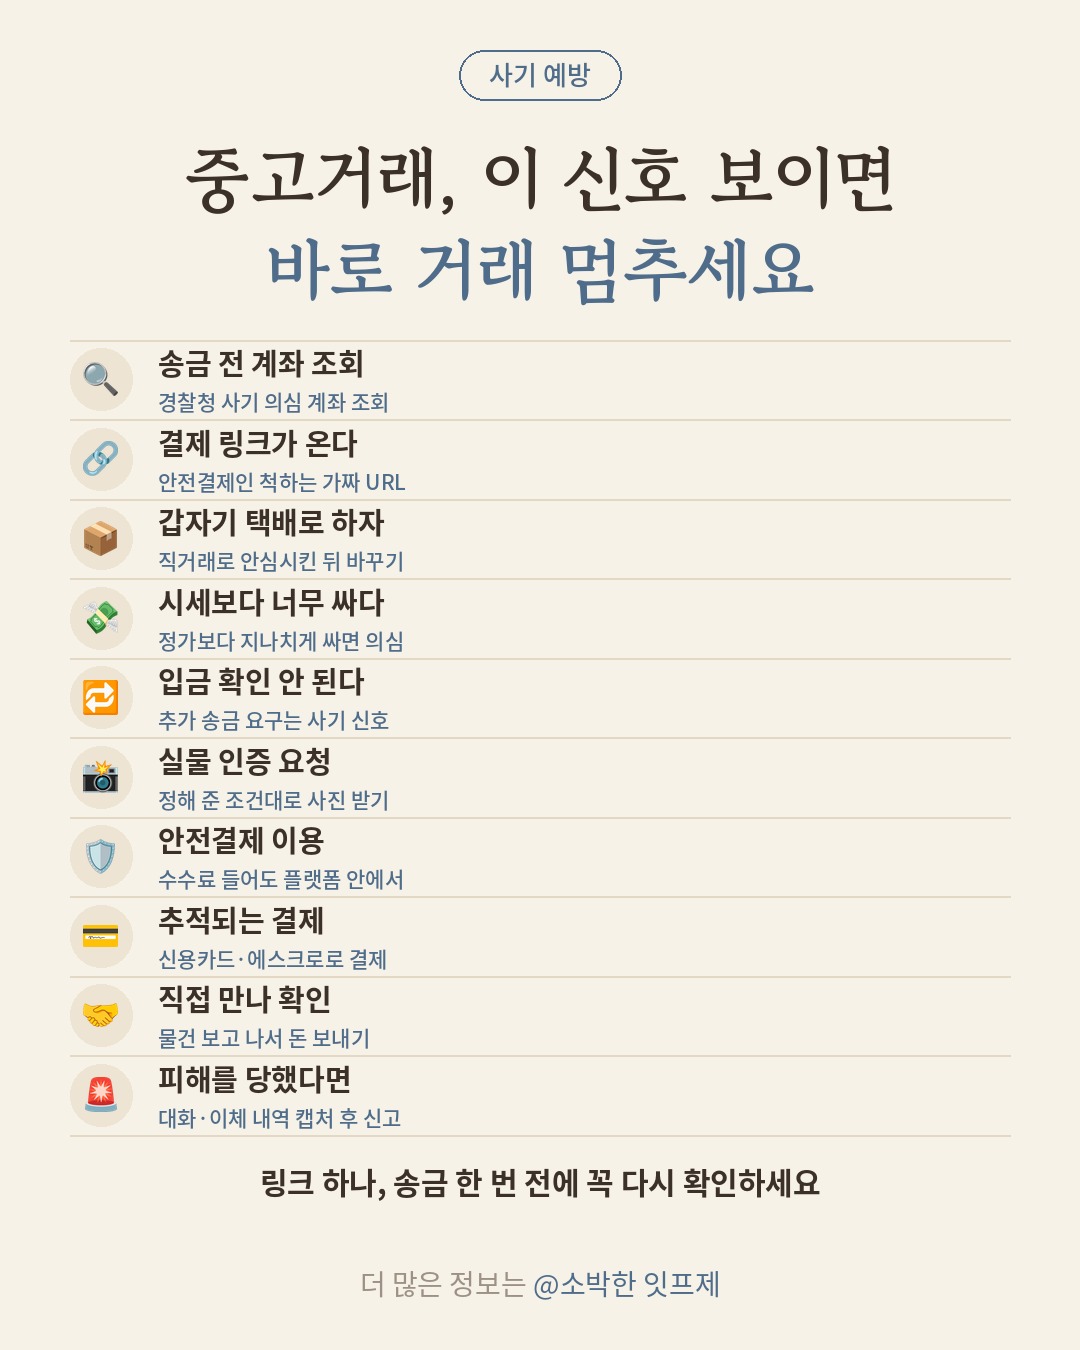 사기 예방
중고거래, 이 신호 보이면
바로 거래 멈추세요
송금 전 계좌 조회
경찰청 사기 의심 계좌 조회
결제 링크가 온다
안전결제인 척하는 가짜 URL
갑자기 택배로 하자
직거래로 안심시킨 뒤 바꾸기
시세보다 너무 싸다
정가보다 지나치게 싸면 의심
입금 확인 안 된다
추가 송금 요구는 사기 신호
실물 인증 요청
정해 준 조건대로 사진 받기
안전결제 이용
수수료 들어도 플랫폼 안에서
추적되는 결제
신용카드·에스크로로 결제
직접 만나 확인
물건 보고 나서 돈 보내기
피해를 당했다면
대화·이체 내역 캡처 후 신고
링크 하나, 송금 한 번 전에 꼭 다시 확인하세요
더 많은 정보는 @소박한 잇프제